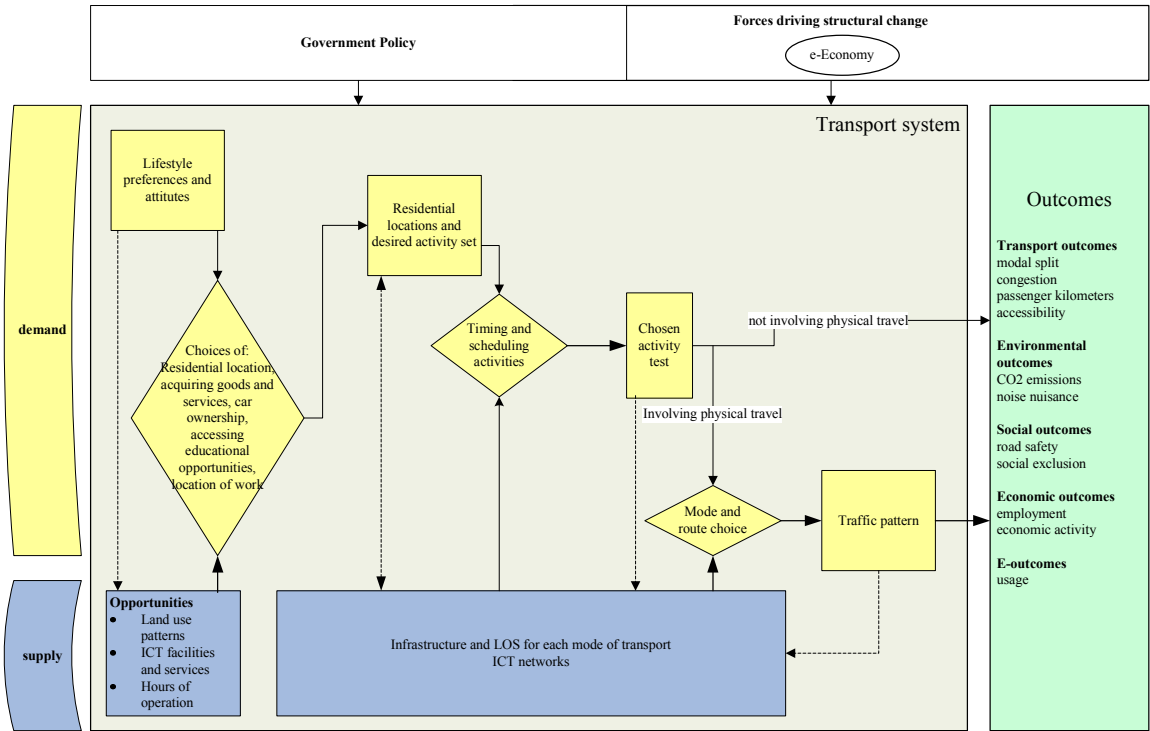 Government Policy
Forces driving structural change
e-Economy
Transport system
demand
supply
Lifestyle
preferences and
attitutes
Choices of:
Residential location,
acquiring goods and
services, car
ownership,
accessing
educational
opportunities,
location of work
Residential
locations and
desired activity set
Timing and
scheduling
activities
Chosen
activity
test
not involving physical travel
Involving physical travel
Mode and
route choice
Traffic pattern
Opportunities
• Land use
patterns
• ICT facilities
and services
• Hours of
operation
Infrastructure and LOS for each mode of transport
ICT networks
Outcomes
Transport outcomes
modal split
congestion
passenger kilometers
accessibility
Environmental
outcomes
CO2 emissions
noise nuisance
Social outcomes
road safety
social exclusion
Economic outcomes
employment
economic activity
E-outcomes
usage